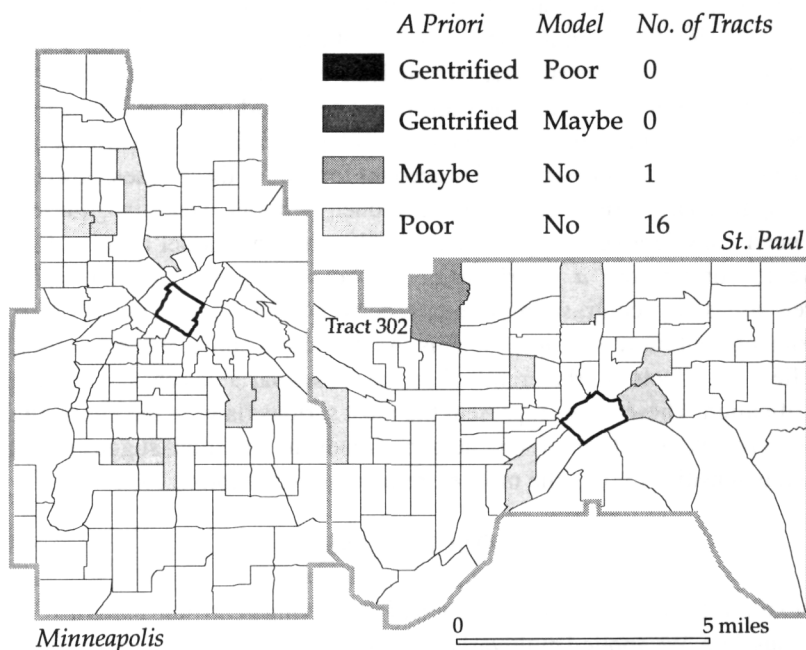 A Priori Model No. of Tracts
Gentrified Poor 0
Gentrified Maybe 0
Maybe No 1
Poor No 16
St. Paul
Tract 302
0 5 miles
Minneapolis